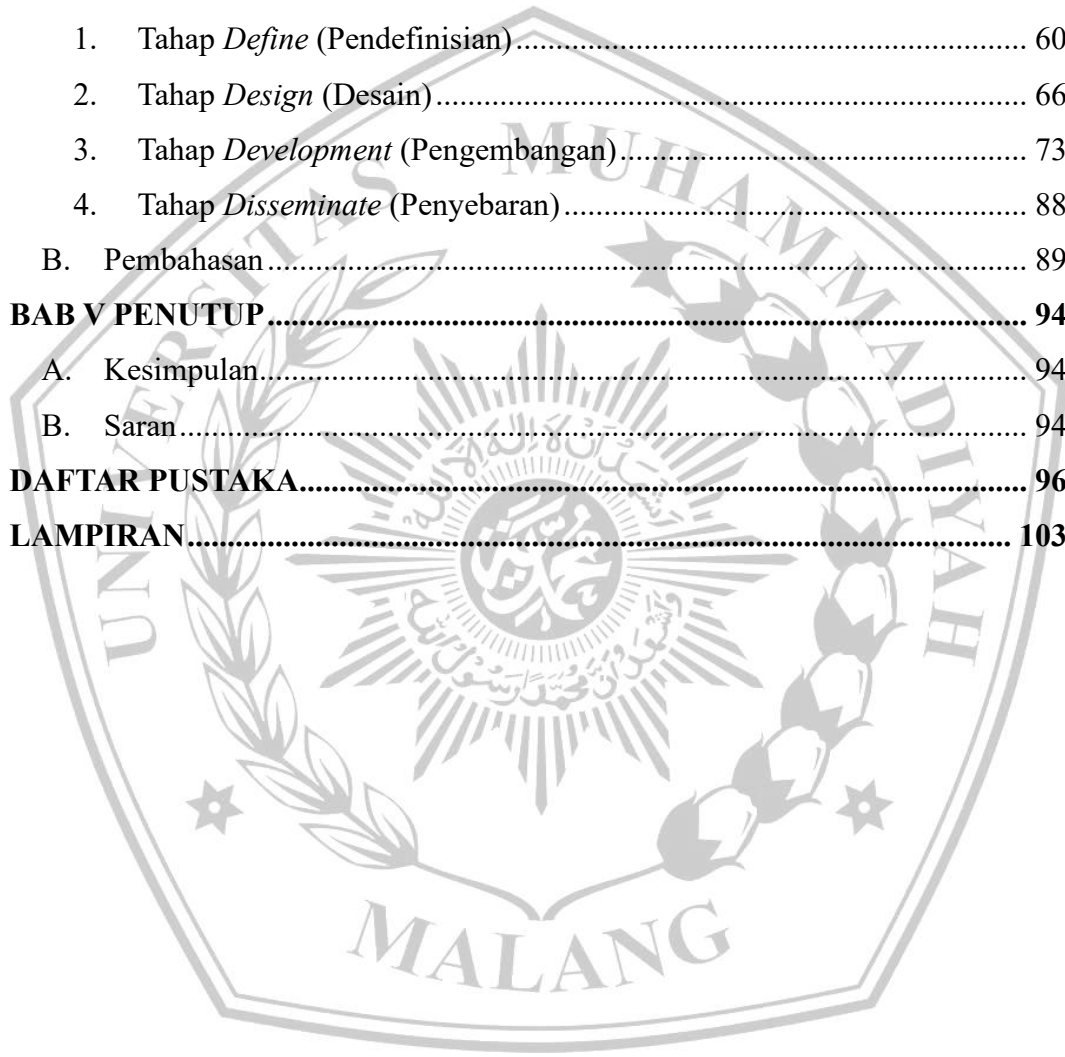 1. Tahap Define (Pendefinisian)........................................ 60
2. Tahap Design (Desain)........................................ 66
3. Tahap Development (Pengembangan)........................................ 73
4. Tahap Disseminate (Penyebaran)........................................ 88
B. Pembahasan........................................ 89
BAB V PENUTUP........................................ 94
A. Kesimpulan........................................ 94
B. Saran........................................ 94
DAFTAR PUSTAKA........................................ 96
LAMPIRAN........................................ 103
UNIVERSITAS MUHAMMADIYAH
MALANG